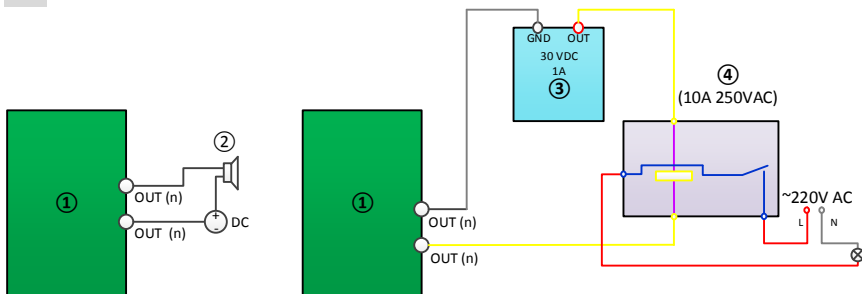 ①
②
OUT (n)
OUT (n)
+
-
DC
①
OUT (n)
OUT (n)
GND
OUT
30 VDC
1A
③
④
(10A 250VAC)
~220V AC
L
N